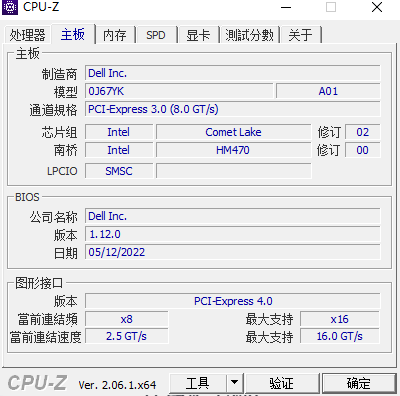 CPU-Z
处理器 主板 内存 SPD 显卡 測試分數 关于
主板
制造商 Dell Inc.
模型 0J67YK A01
通道規格 PCI-Express 3.0 (8.0 GT/s)
芯片组 Intel Comet Lake 修订 02
南桥 Intel HM470 修订 00
LPCIO SMSC
BIOS
公司名称 Dell Inc.
版本 1.12.0
日期 05/12/2022
图形接口
版本 PCI-Express 4.0
當前連結頻 x8 最大支持 x16
當前連结速度 2.5 GT/s 最大支持 16.0 GT/s
CPU-Z Ver. 2.06.1.x64 工具 验证 确定